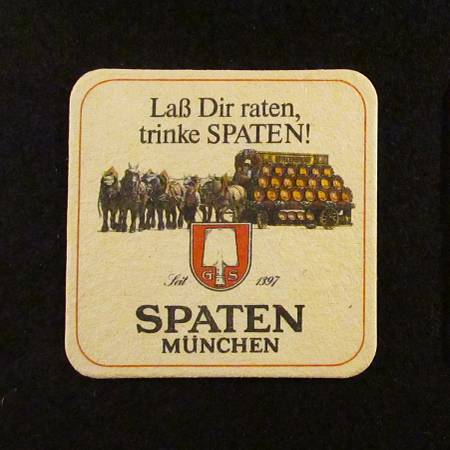 Laß Dir raten,
trinke SPATEN!
G S
Seit 1397
SPATEN
MÜNCHEN